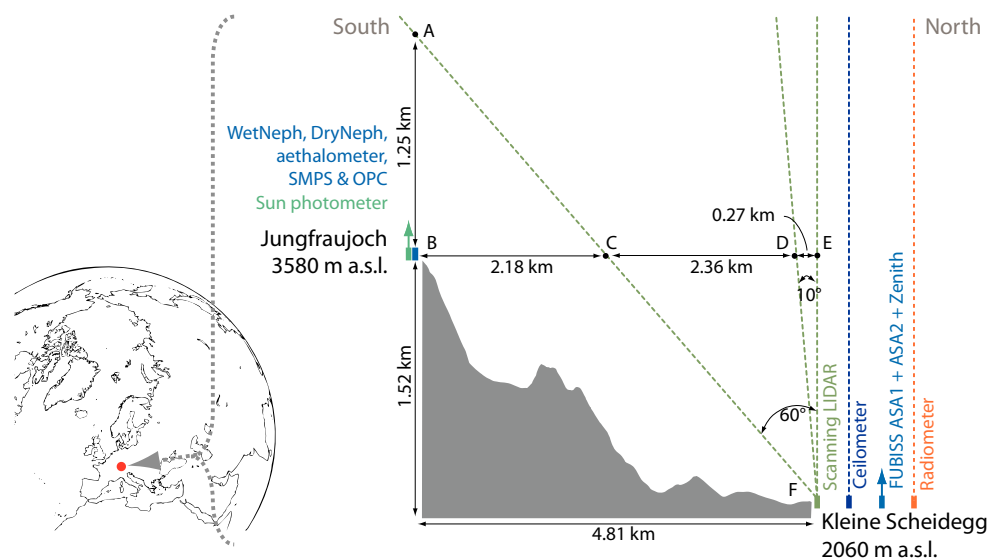 South
North
A
1.25 km
WetNeph, DryNeph,
aethalometer,
SMPS & OPC
Sun photometer
Jungfraujoch
3580 m a.s.l.
B
C
D
E
0.27 km
2.18 km
2.36 km
10°
1.52 km
60°
F
Scanning LIDAR
Ceilometer
FUBISS ASA1 + ASA2 + Zenith
Radiometer
4.81 km
Kleine Scheidegg
2060 m a.s.l.